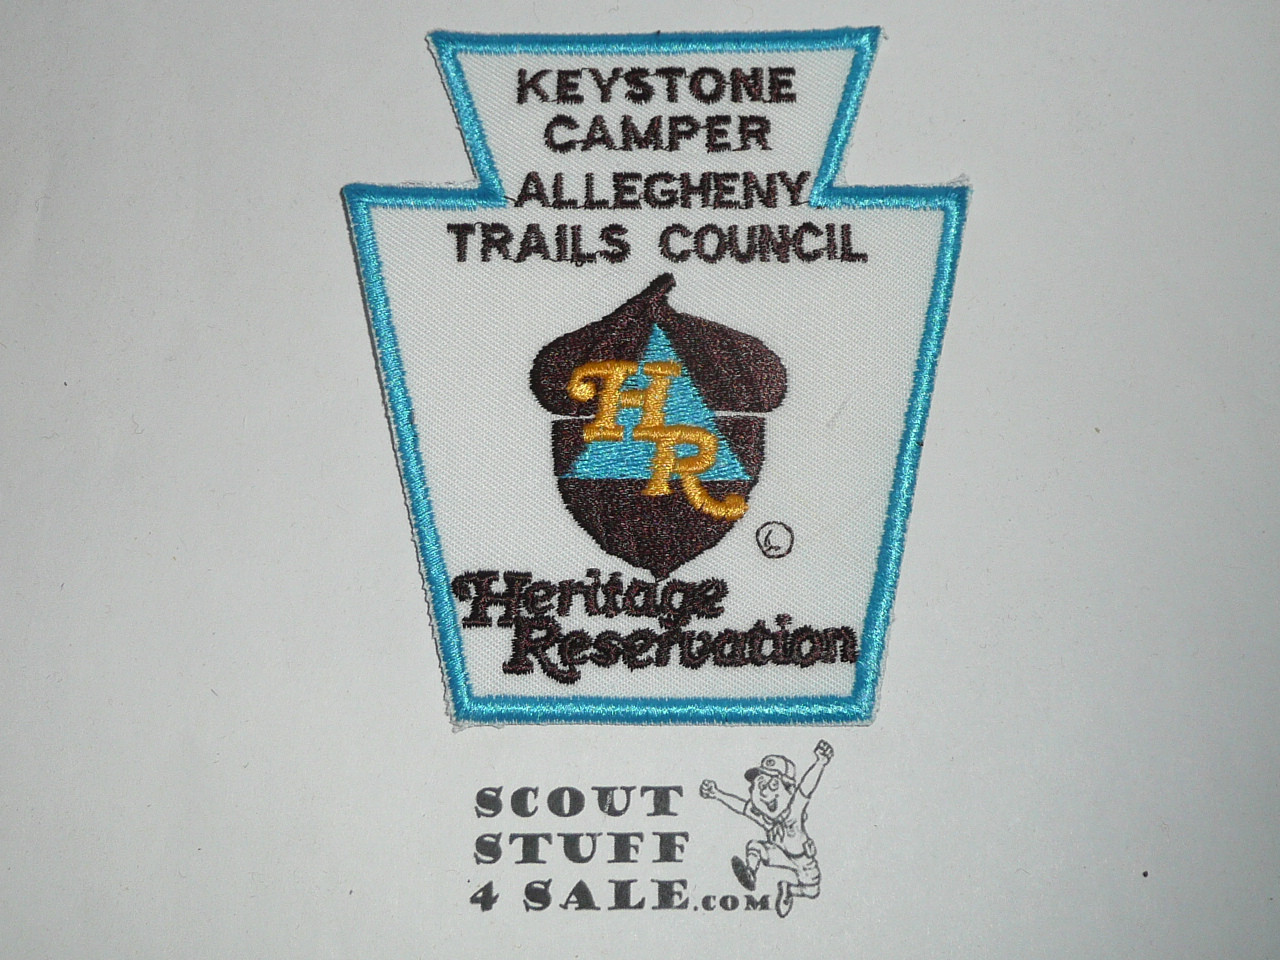 KEYSTONE
CAMPER
ALLEGHENY
TRAILS COUNCIL
HR
Heritage
Reservation
SCOUT
STUFF
4 SALE.COM